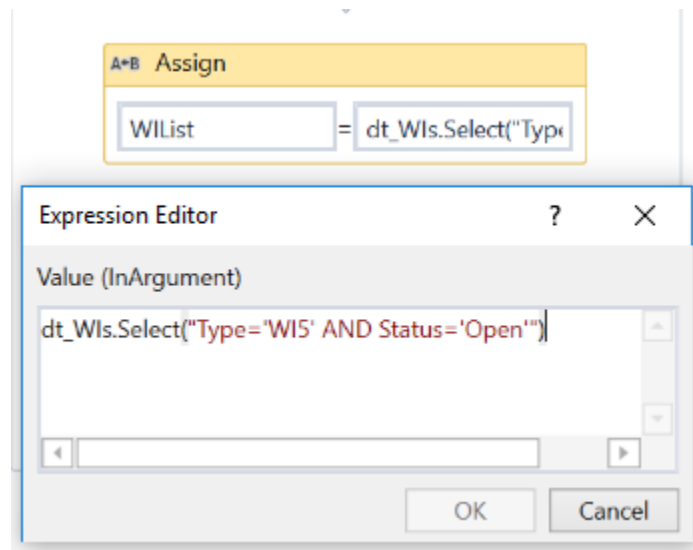 A+B Assign
WIList = dt_WIs.Select("Type
Expression Editor ? X
Value (InArgument)
dt_WIs.Select("Type='WI5' AND Status='Open'")
OK Cancel